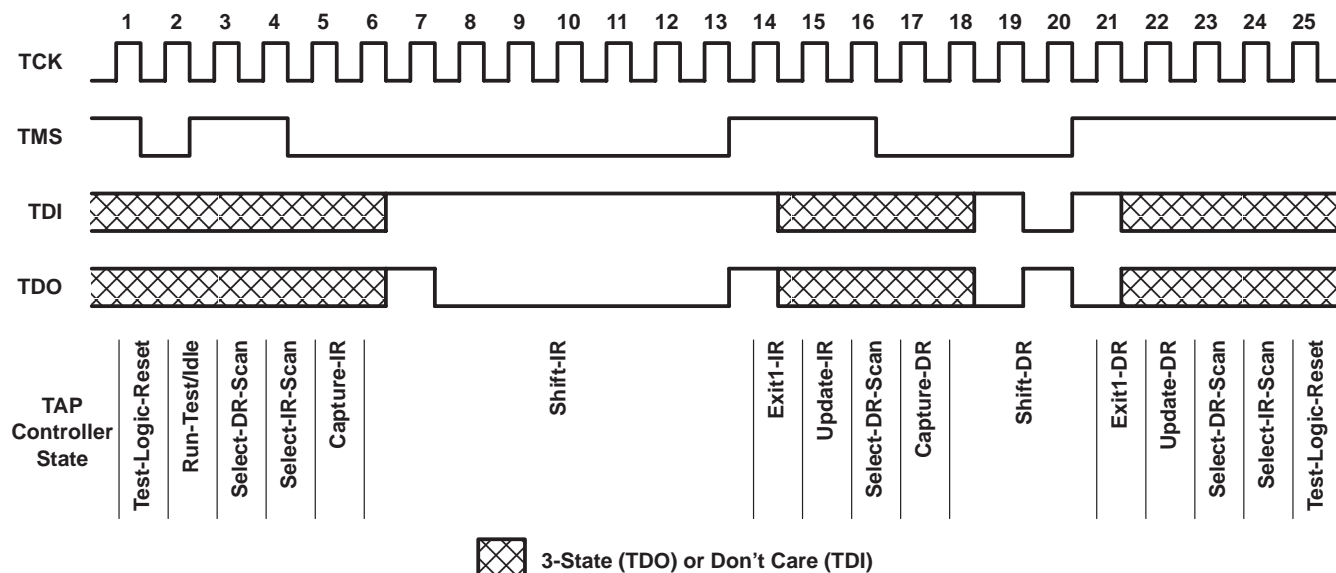 1 2 3 4 5 6 7 8 9 10 11 12 13 14 15 16 17 18 19 20 21 22 23 24 25
TCK
TMS
TDI
TDO
TAP
Controller
State
Test-Logic-Reset
Run-Test/Idle
Select-DR-Scan
Select-IR-Scan
Capture-IR
Shift-IR
Exit1-IR
Update-IR
Select-DR-Scan
Capture-DR
Shift-DR
Exit1-DR
Update-DR
Select-DR-Scan
Select-IR-Scan
Test-Logic-Reset
3-State (TDO) or Don't Care (TDI)